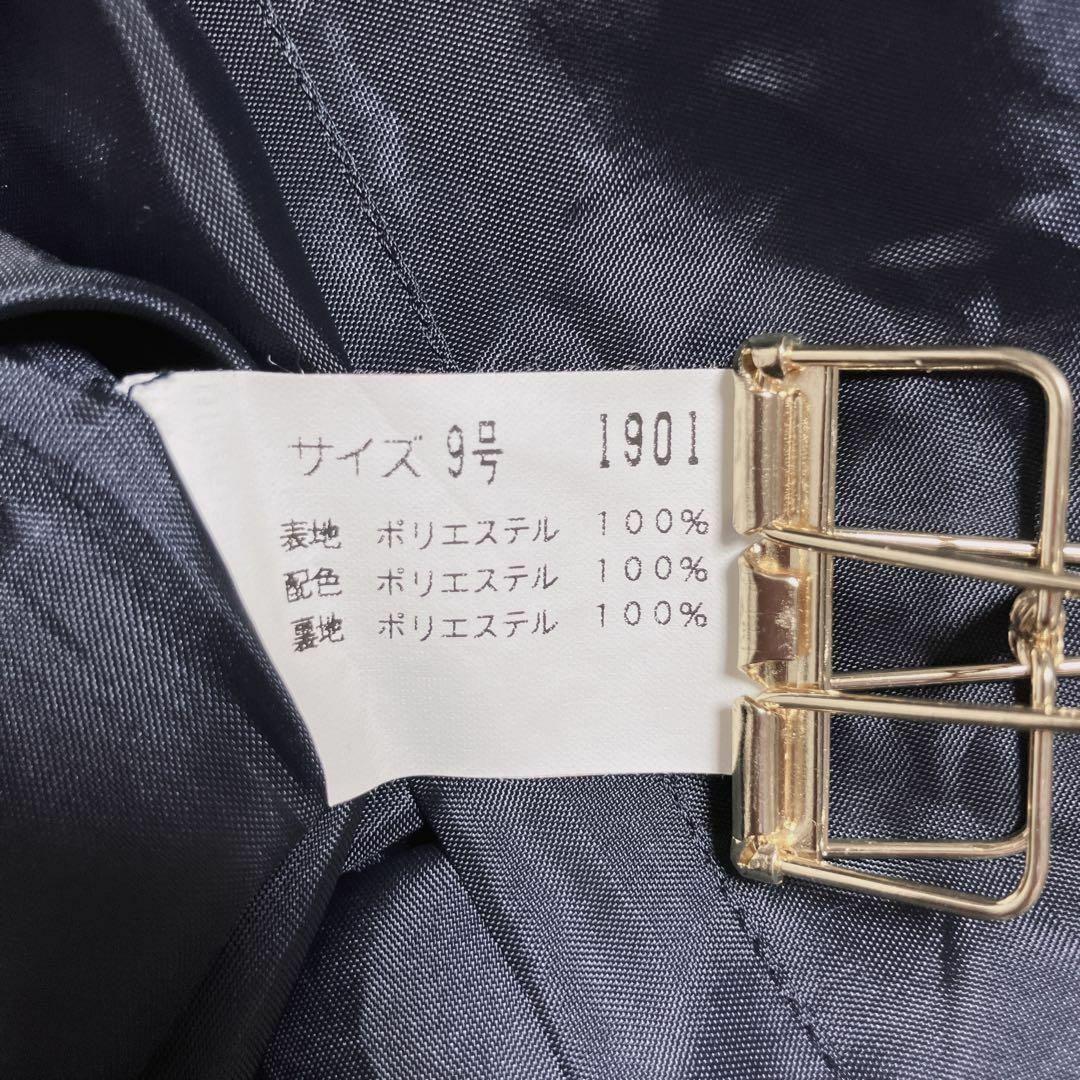 サイズ 9号 1901
表地 ポリエステル 100%
配色 ポリエステル 100%
裏地 ポリエステル 100%